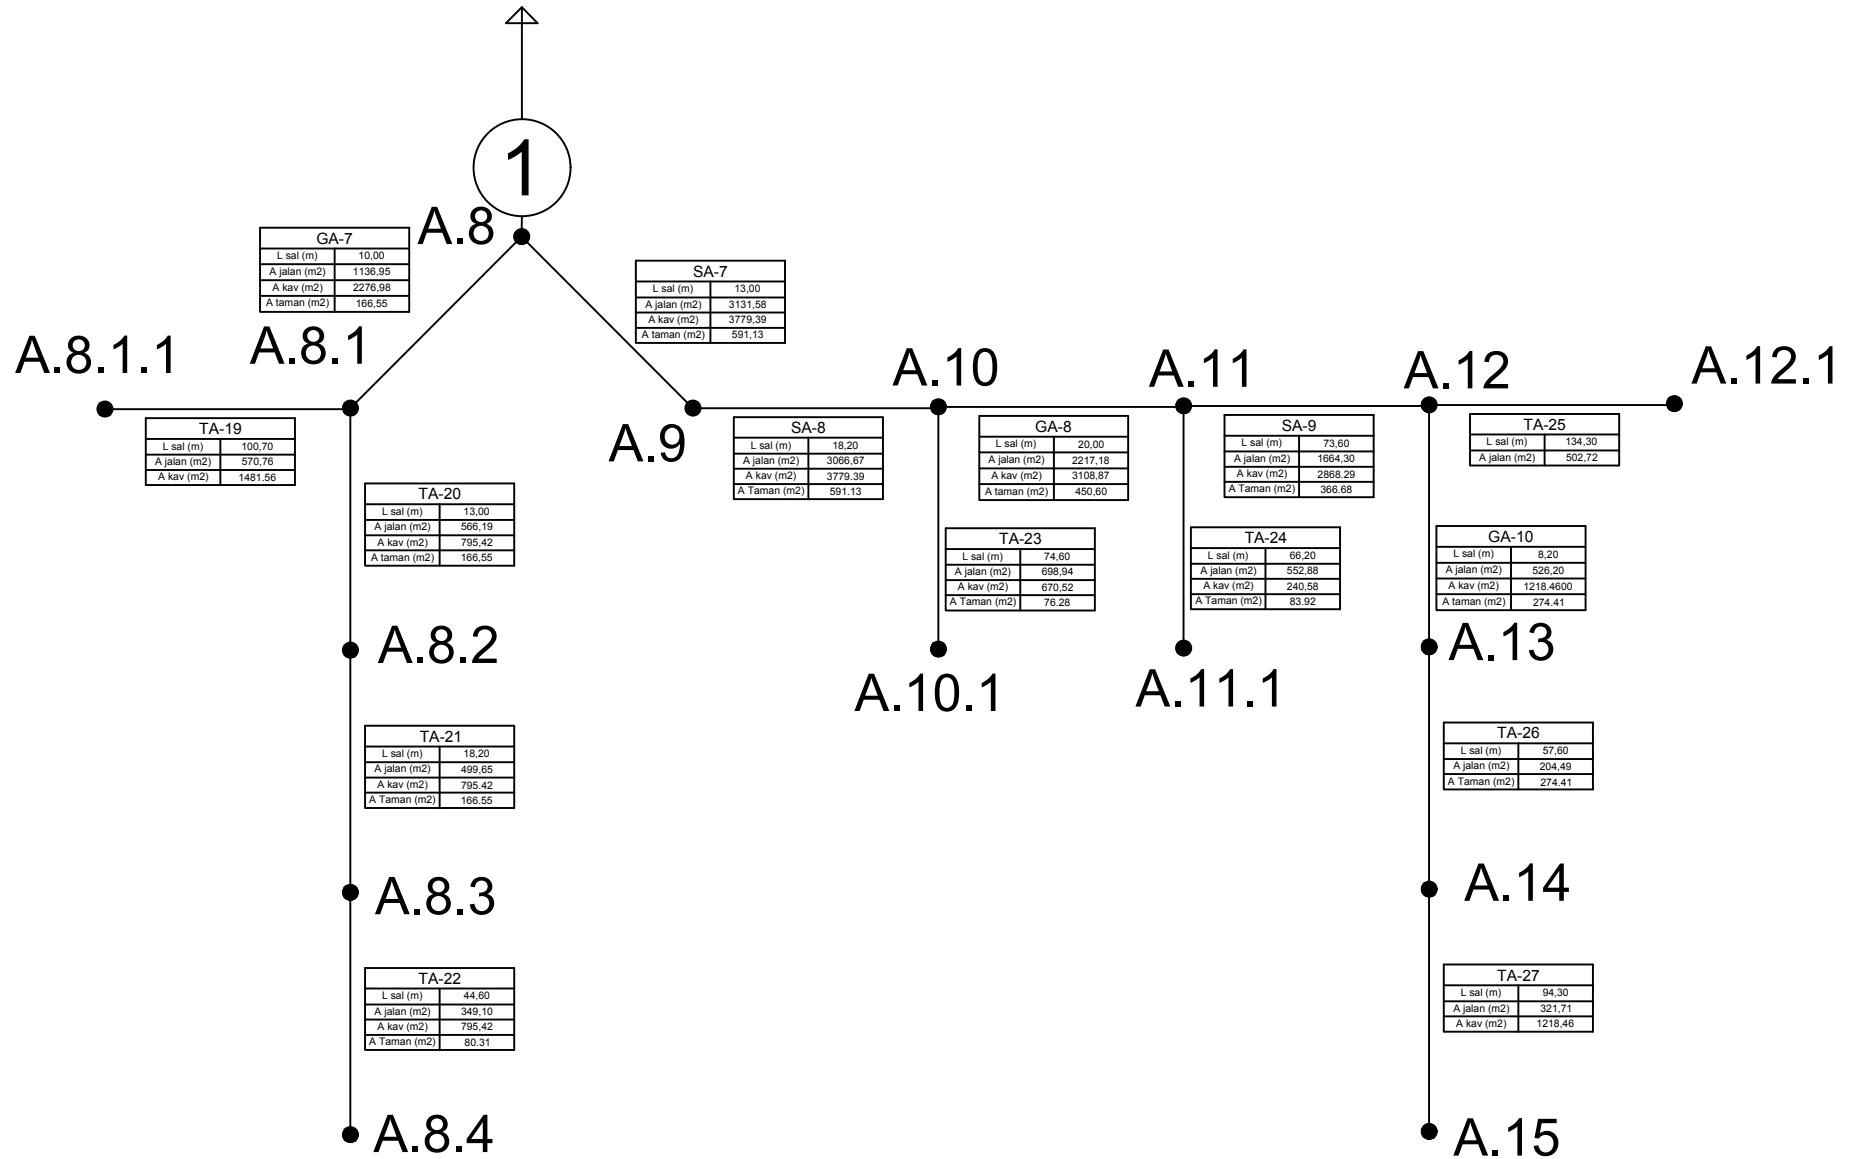 1
A.8
GA-7
L sal (m) 10,00
A jalan (m2) 1136,95
A kav (m2) 2276,98
A taman (m2) 166,55
SA-7
L sal (m) 13,00
A jalan (m2) 3131,58
A kav (m2) 3779,39
A taman (m2) 591,13
A.8.1.1
A.8.1
A.9
A.10
A.11
A.12
A.12.1
TA-19
L sal (m) 100,70
A jalan (m2) 570,76
A kav (m2) 1481.56
SA-8
L sal (m) 18,20
A jalan (m2) 3066,67
A kav (m2) 3779.39
A Taman (m2) 591.13
GA-8
L sal (m) 20,00
A jalan (m2) 2217,18
A kav (m2) 3108,87
A taman (m2) 450,60
SA-9
L sal (m) 73,60
A jalan (m2) 1664,30
A kav (m2) 2868.29
A Taman (m2) 366.68
TA-25
L sal (m) 134,30
A jalan (m2) 502,72
TA-20
L sal (m) 13,00
A jalan (m2) 566,19
A kav (m2) 795,42
A taman (m2) 166,55
TA-23
L sal (m) 74,60
A jalan (m2) 698,94
A kav (m2) 670,52
A Taman (m2) 76.28
TA-24
L sal (m) 66,20
A jalan (m2) 552,88
A kav (m2) 240,58
A Taman (m2) 83.92
GA-10
L sal (m) 8,20
A jalan (m2) 526,20
A kav (m2) 1218.4600
A taman (m2) 274.41
A.8.2
A.10.1
A.11.1
A.13
TA-21
L sal (m) 18,20
A jalan (m2) 499,65
A kav (m2) 795.42
A Taman (m2) 166.55
TA-26
L sal (m) 57,60
A jalan (m2) 204,49
A Taman (m2) 274.41
A.8.3
A.14
TA-22
L sal (m) 44,60
A jalan (m2) 349,10
A kav (m2) 795,42
A Taman (m2) 80.31
TA-27
L sal (m) 94,30
A jalan (m2) 321,71
A kav (m2) 1218,46
A.8.4
A.15